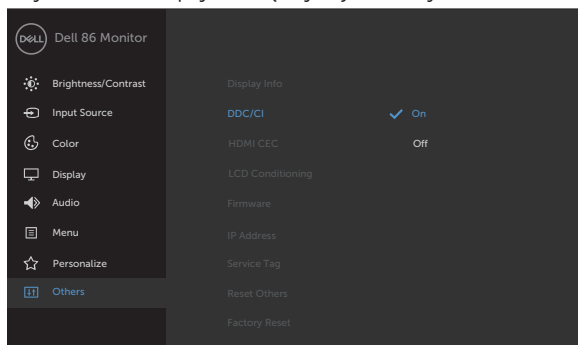 DELL Dell 86 Monitor
Brightness/Contrast
Display Info
Input Source
DDC/CI
On
Color
HDMI CEC
Off
Display
LCD Conditioning
Audio
Firmware
Menu
IP Address
Personalize
Service Tag
Others
Reset Others
Factory Reset